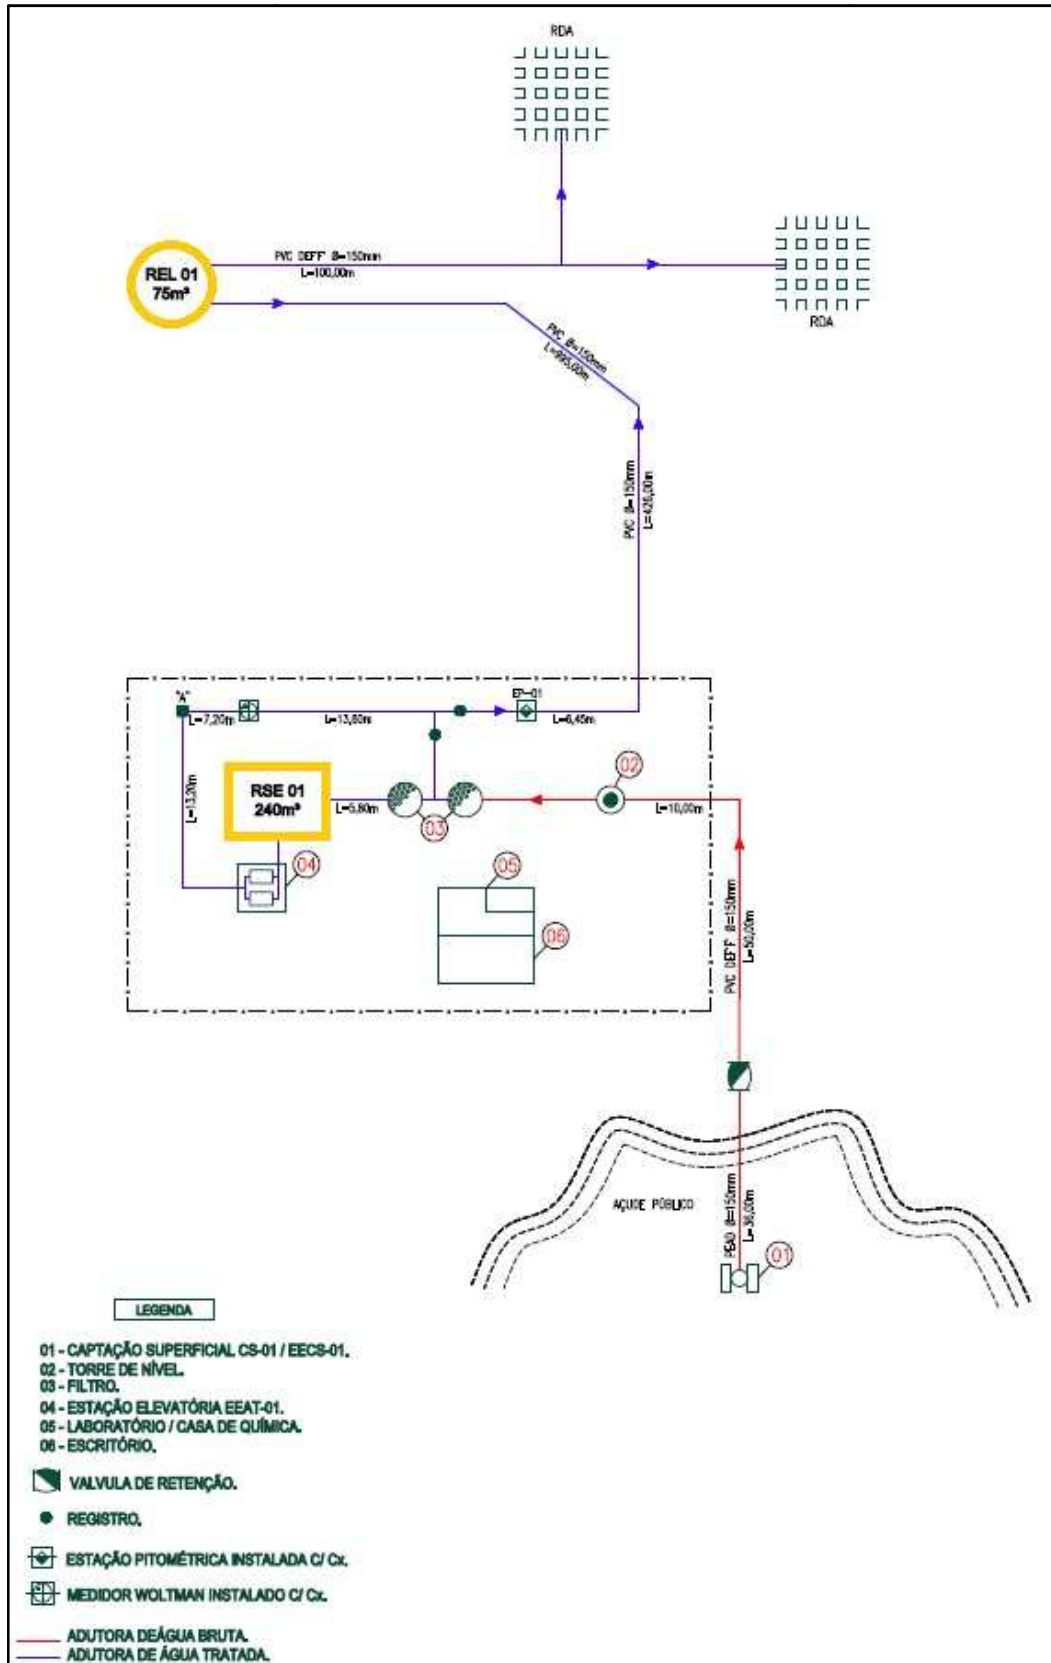 RDA
REL 01
75m³
PVC DEFF° Ø=150mm
L=100,00m
RDA
PVC Ø=150mm
L=995,00m
PVC Ø=150mm
L=426,00m
"A"
L=7,20m
L=13,60m
EP-01
L=6,45m
L=13,20m
RSE 01
240m³
L=5,80m
03
02
L=10,00m
04
05
06
PVC DEF°F° Ø=150mm
L=50,00m
AÇUDE PÚBLICO
PEAD Ø=150mm
L=36,00m
01
LEGENDA
01 - CAPTAÇÃO SUPERFICIAL CS-01 / EECS-01.
02 - TORRE DE NÍVEL.
03 - FILTRO.
04 - ESTAÇÃO ELEVATÓRIA EEAT-01.
05 - LABORATÓRIO / CASA DE QUÍMICA.
06 - ESCRITÓRIO.
VALVULA DE RETENÇÃO.
REGISTRO.
ESTAÇÃO PITOMÉTRICA INSTALADA C/ Cx.
MEDIDOR WOLTMAN INSTALADO C/ Cx.
ADUTORA DEÁGUA BRUTA.
ADUTORA DE ÁGUA TRATADA.